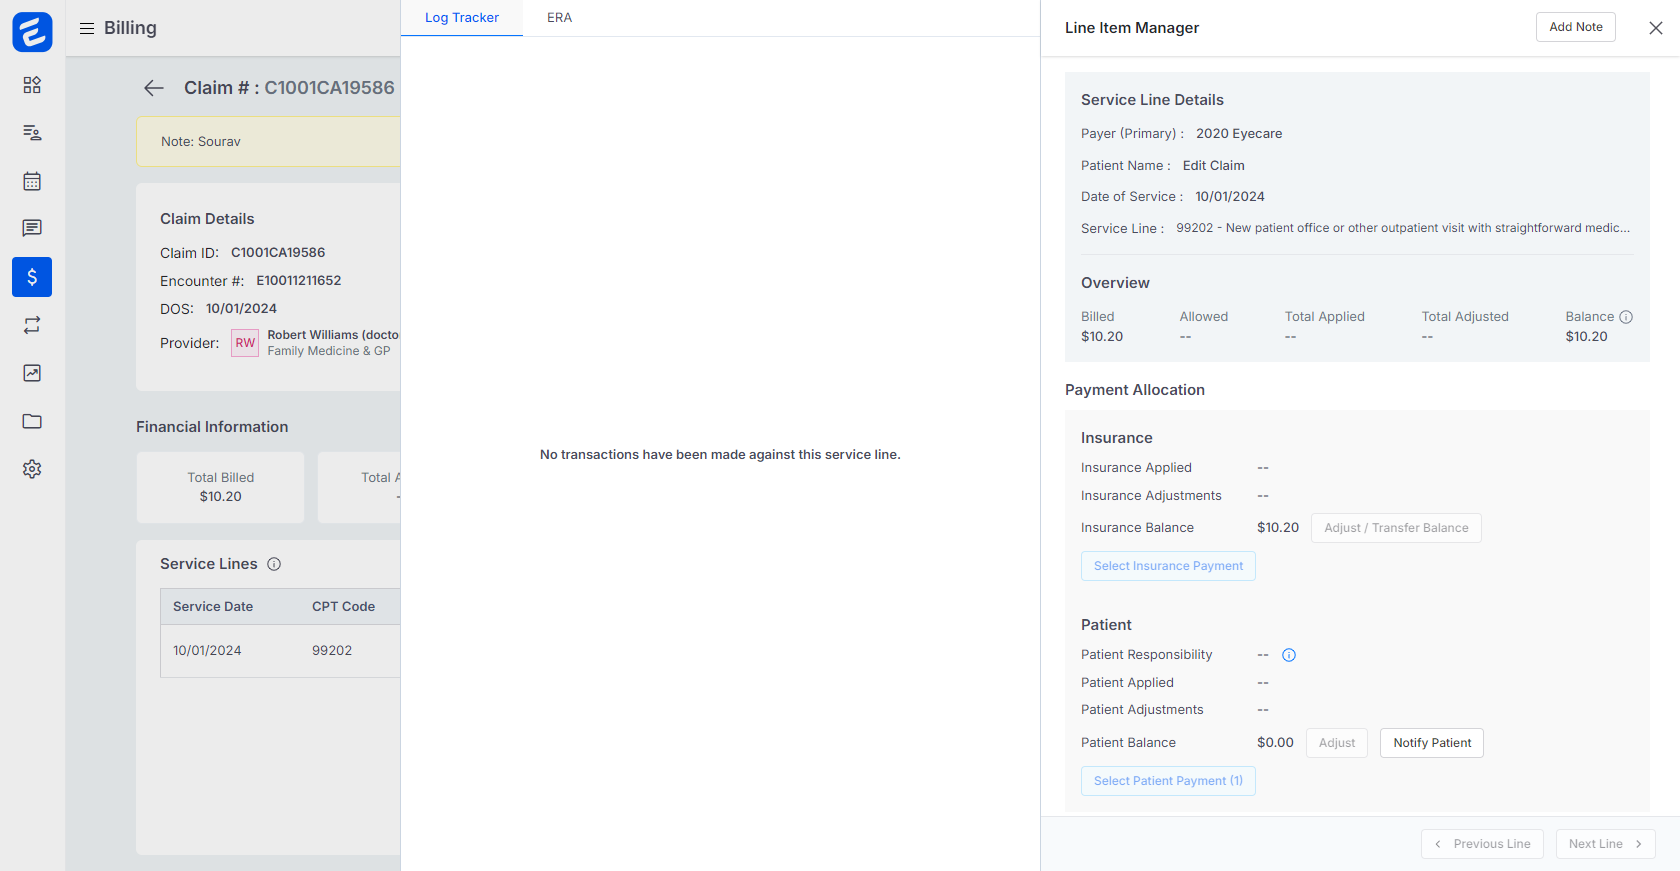 Billing
Claim # : C1001CA19586
Note: Sourav
Claim Details
Claim ID: C1001CA19586
Encounter #: E10011211652
DOS: 10/01/2024
Provider: RW Robert Williams (docto
Family Medicine & GP
Financial Information
Total Billed
$10.20
Total A
-
Service Lines
Service Date CPT Code
10/01/2024 99202
Log Tracker ERA
No transactions have been made against this service line.
Line Item Manager Add Note
Service Line Details
Payer (Primary) : 2020 Eyecare
Patient Name : Edit Claim
Date of Service : 10/01/2024
Service Line : 99202 - New patient office or other outpatient visit with straightforward medic...
Overview
Billed Allowed Total Applied Total Adjusted Balance
$10.20 -- -- -- $10.20
Payment Allocation
Insurance
Insurance Applied --
Insurance Adjustments --
Insurance Balance $10.20 Adjust / Transfer Balance
Select Insurance Payment
Patient
Patient Responsibility --
Patient Applied --
Patient Adjustments --
Patient Balance $0.00 Adjust Notify Patient
Select Patient Payment (1)
Previous Line Next Line